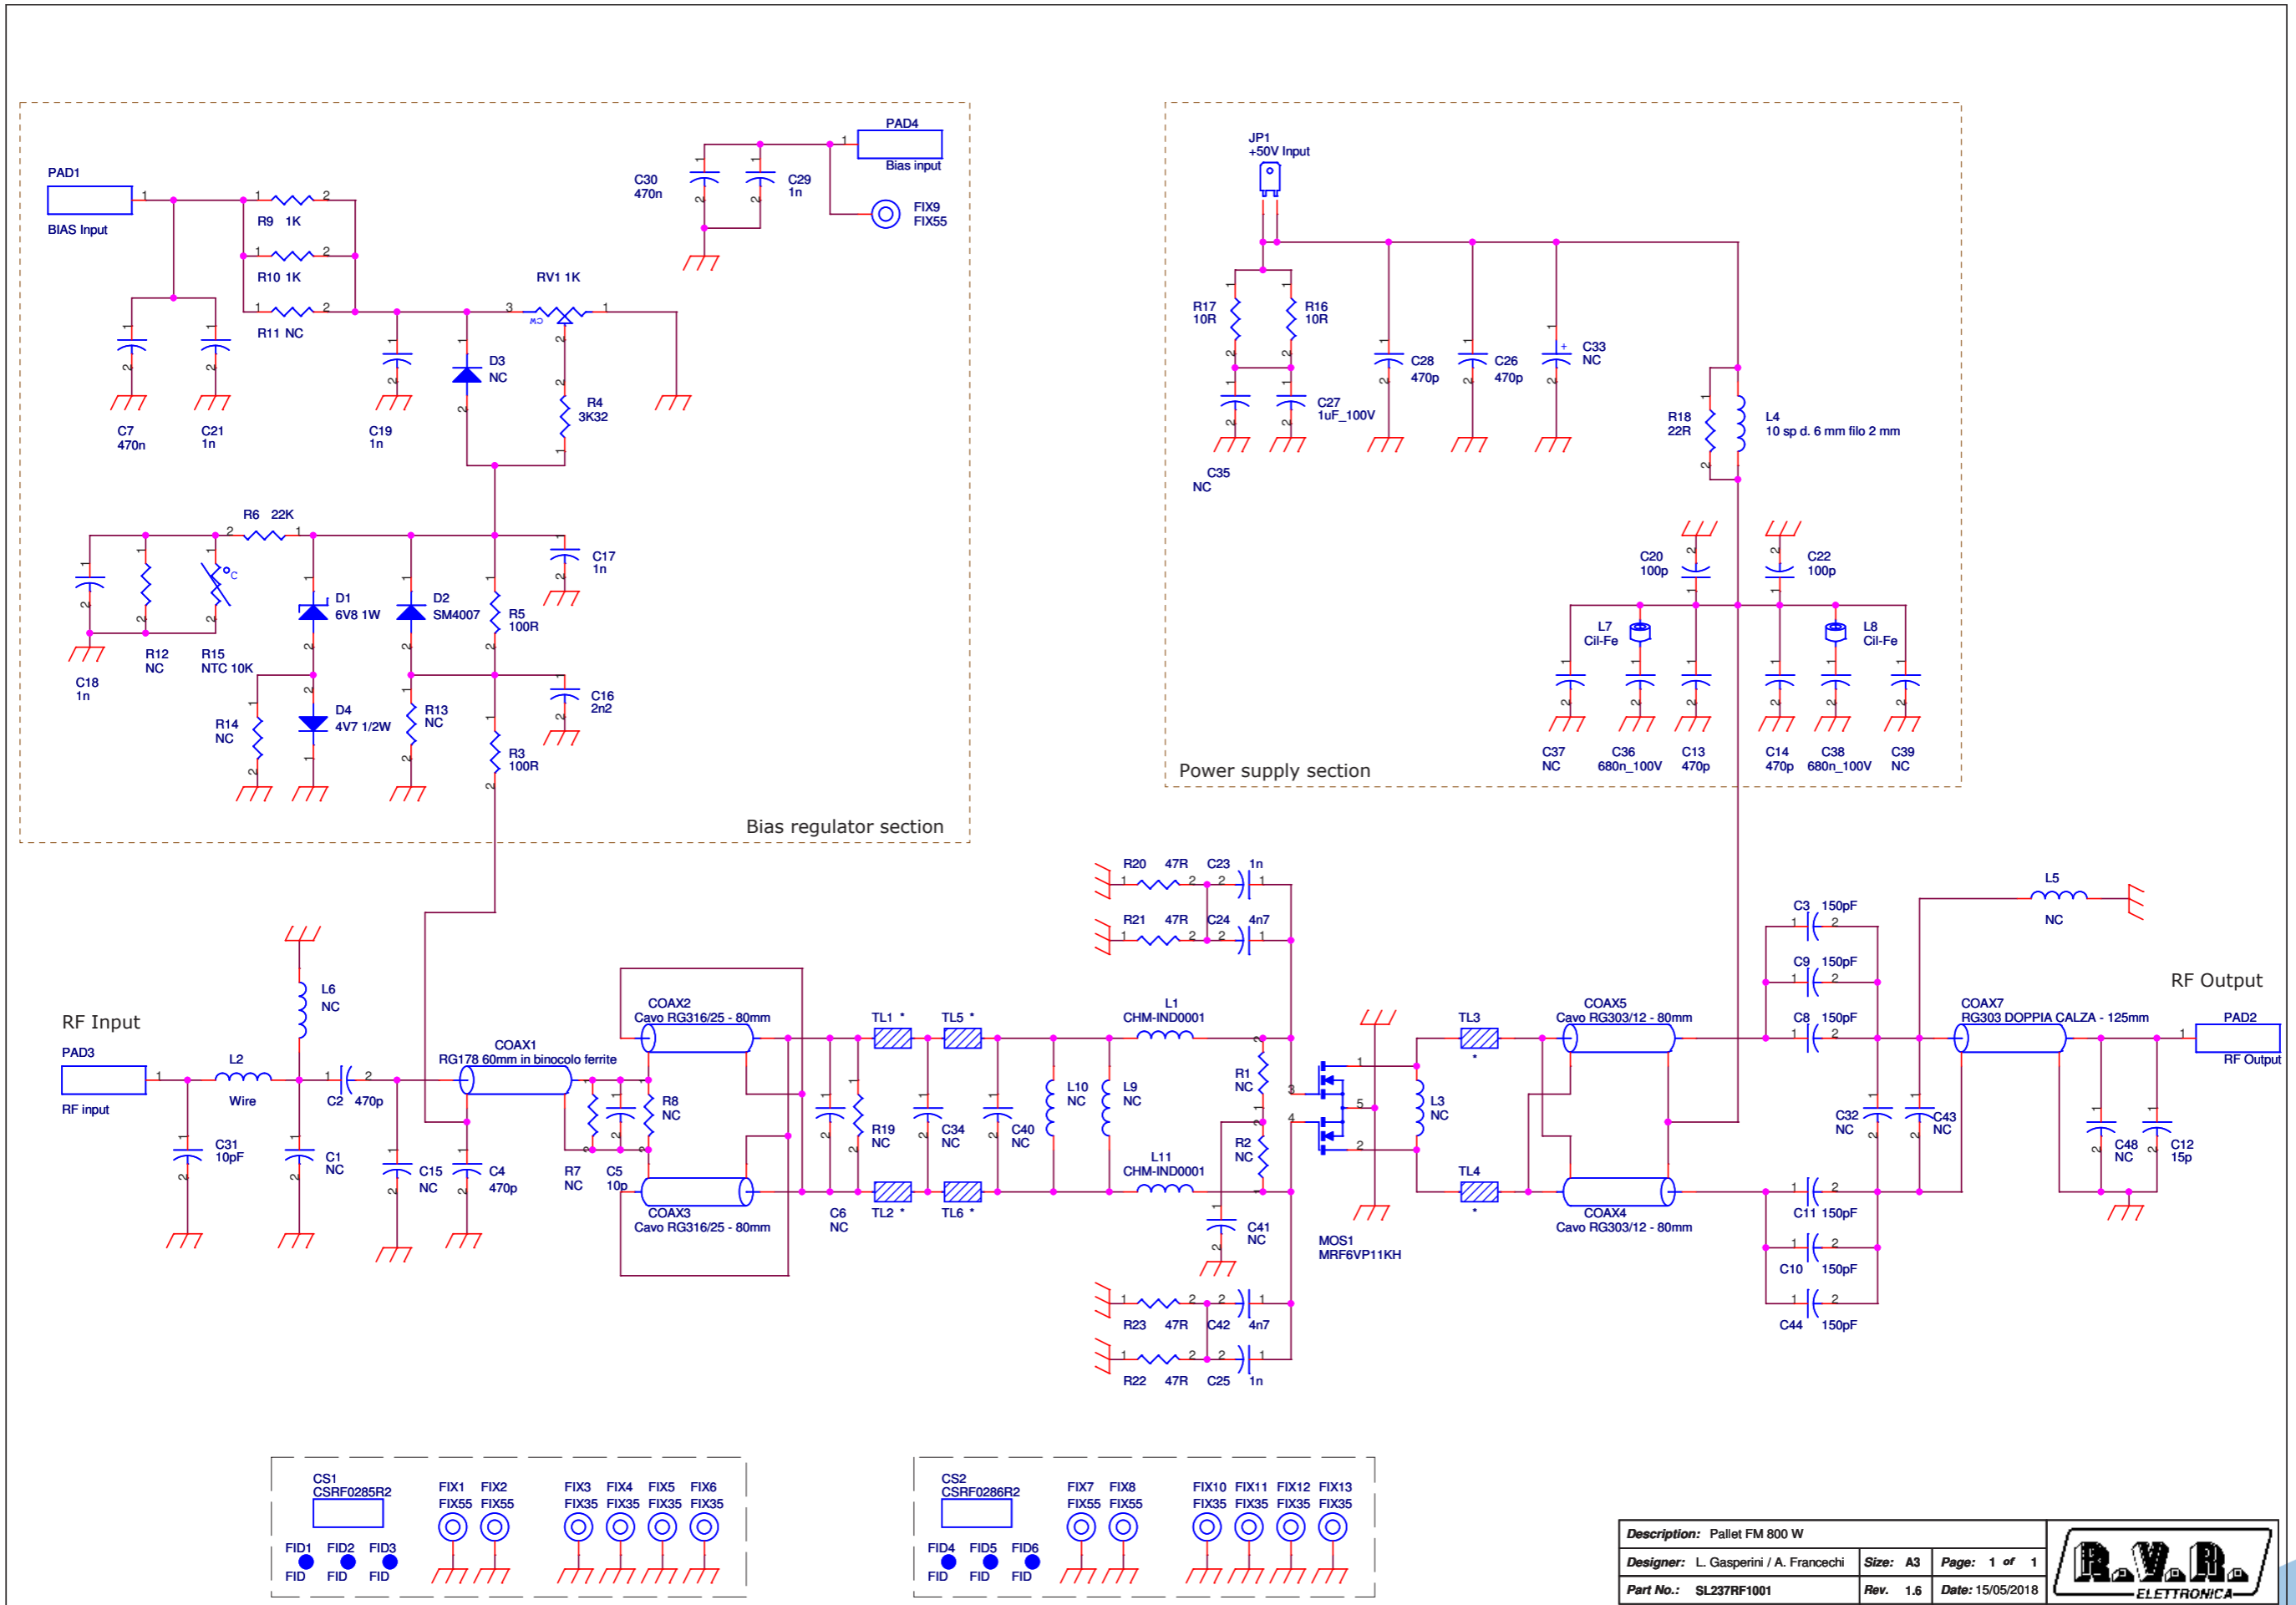 PAD1
BIAS Input
R9 1K
R10 1K
R11 NC
C7
470n
C21
1n
C19
1n
D3
NC
RV1 1K
CW
R4
3K32
C30
470n
C29
1n
PAD4
Bias input
FIX9
FIX55
R6 22K
°C
C18
1n
R12
NC
R15
NTC 10K
D1
6V8 1W
D2
SM4007
R5
100R
C17
1n
R14
NC
D4
4V7 1/2W
R13
NC
C16
2n2
R3
100R
Bias regulator section
JP1
+50V Input
R17
10R
R16
10R
C35
NC
C27
1uF_100V
C28
470p
C26
470p
+
C33
NC
R18
22R
L4
10 sp d. 6 mm filo 2 mm
C20
100p
C22
100p
L7
Cil-Fe
L8
Cil-Fe
C37
NC
C36
680n_100V
C13
470p
C14
470p
C38
680n_100V
C39
NC
Power supply section
RF Input
PAD3
RF input
L2
Wire
L6
NC
C31
10pF
C1
NC
C2 470p
C15
NC
C4
470p
COAX1
RG178 60mm in binocolo ferrite
R7
NC
C5
10p
R8
NC
COAX2
Cavo RG316/25 - 80mm
COAX3
Cavo RG316/25 - 80mm
C6
NC
R19
NC
TL1 *
TL5 *
TL2 *
TL6 *
C34
NC
C40
NC
L10
NC
L9
NC
L1
CHM-IND0001
L11
CHM-IND0001
R20 47R C23 1n
R21 47R C24 4n7
R1
NC
R2
NC
C41
NC
R23 47R C42 4n7
R22 47R C25 1n
MOS1
MRF6VP11KH
L3
NC
TL3
*
TL4
*
COAX5
Cavo RG303/12 - 80mm
COAX4
Cavo RG303/12 - 80mm
C3 150pF
C9 150pF
C8 150pF
C11 150pF
C10 150pF
C44 150pF
C32
NC
C43
NC
L5
NC
COAX7
RG303 DOPPIA CALZA - 125mm
C48
NC
C12
15p
RF Output
PAD2
RF Output
CS1
CSRF0285R2
FID1 FID2 FID3
FID FID FID
FIX1 FIX2 FIX3 FIX4 FIX5 FIX6
FIX55 FIX55 FIX35 FIX35 FIX35 FIX35
CS2
CSRF0286R2
FID4 FID5 FID6
FID FID FID
FIX7 FIX8 FIX10 FIX11 FIX12 FIX13
FIX55 FIX55 FIX35 FIX35 FIX35 FIX35
Description: Pallet FM 800 W
Designer: L. Gasperini / A. Francechi Size: A3 Page: 1 of 1
Part No.: SL237RF1001 Rev. 1.6 Date: 15/05/2018
R.V.R.
ELETTRONICA